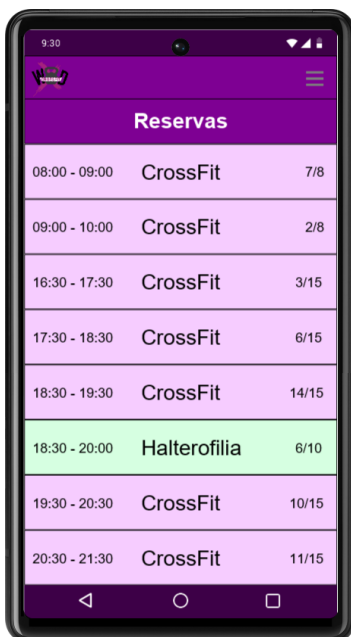 9:30
WOD
Reservas
08:00 - 09:00 CrossFit 7/8
09:00 - 10:00 CrossFit 2/8
16:30 - 17:30 CrossFit 3/15
17:30 - 18:30 CrossFit 6/15
18:30 - 19:30 CrossFit 14/15
18:30 - 20:00 Halterofilia 6/10
19:30 - 20:30 CrossFit 10/15
20:30 - 21:30 CrossFit 11/15